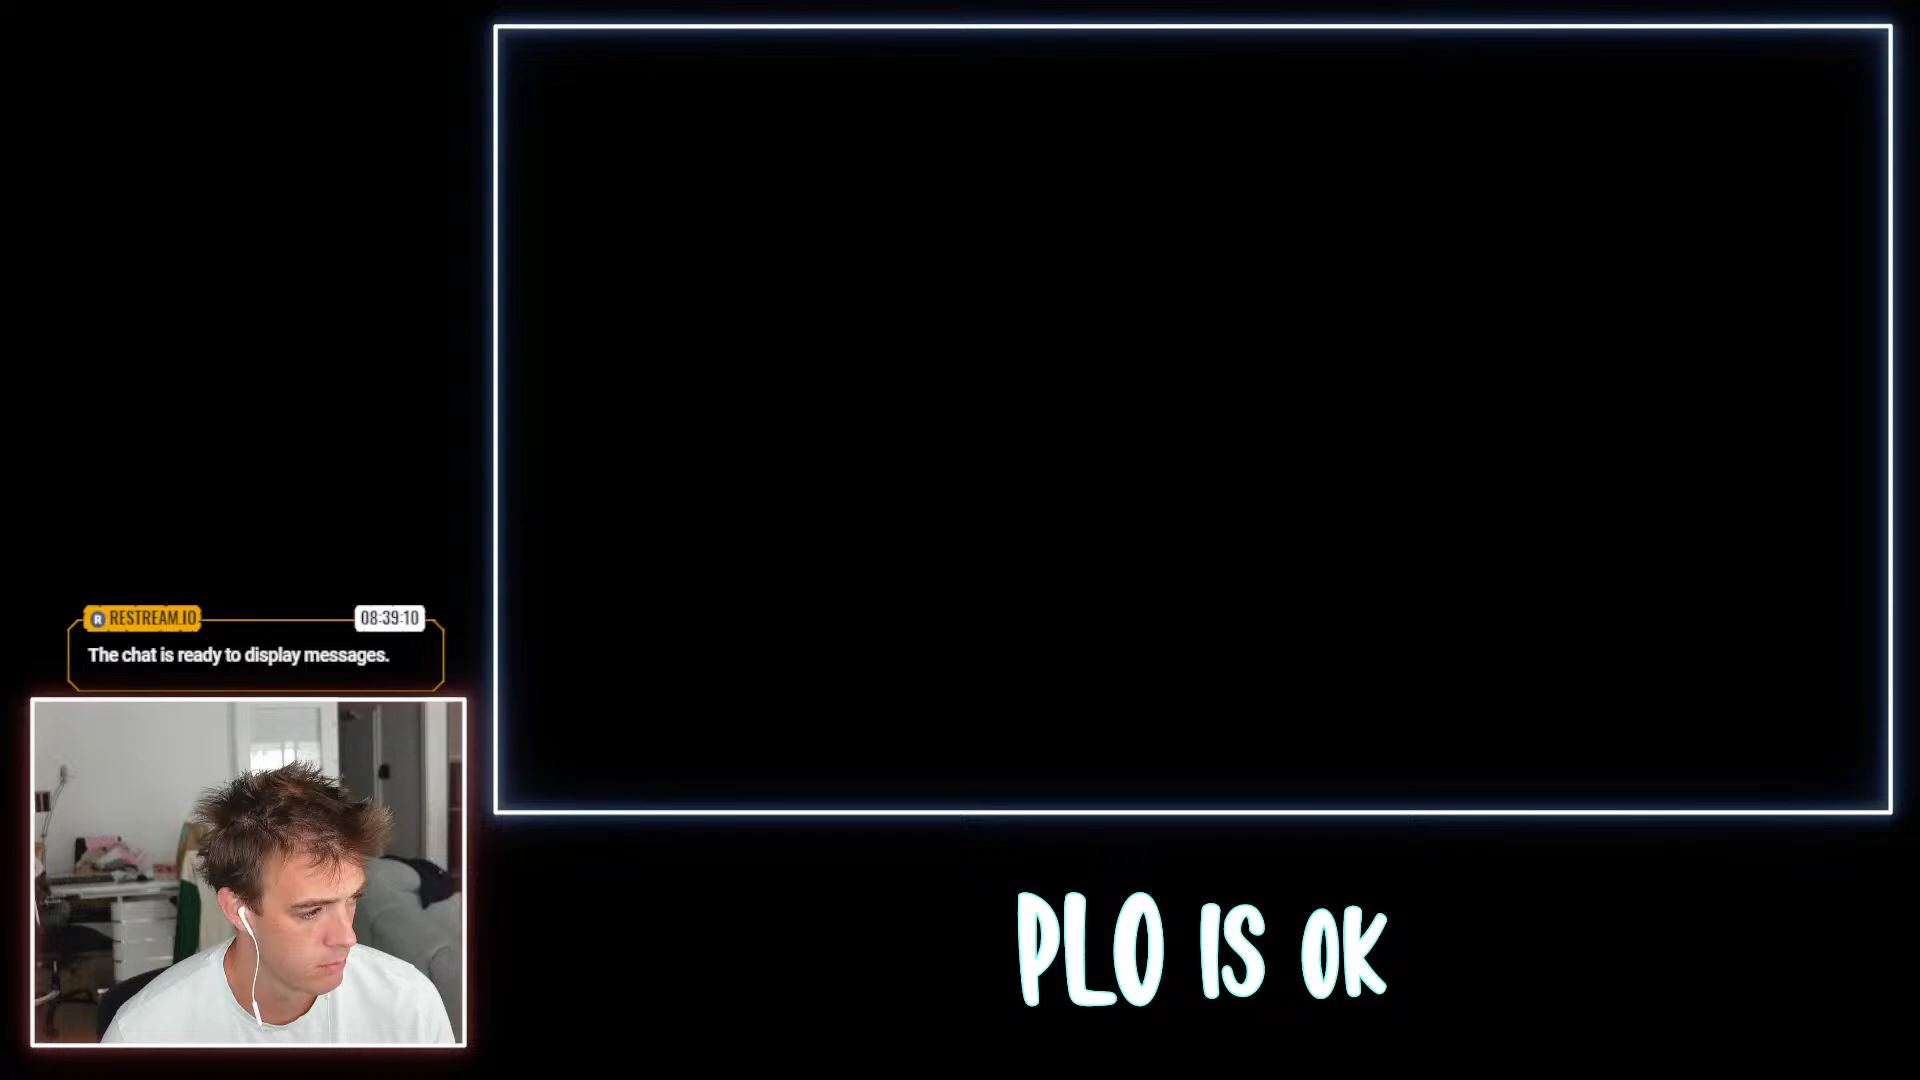 RESTREAM.IO
08:39:10
The chat is ready to display messages.
PLO IS OK